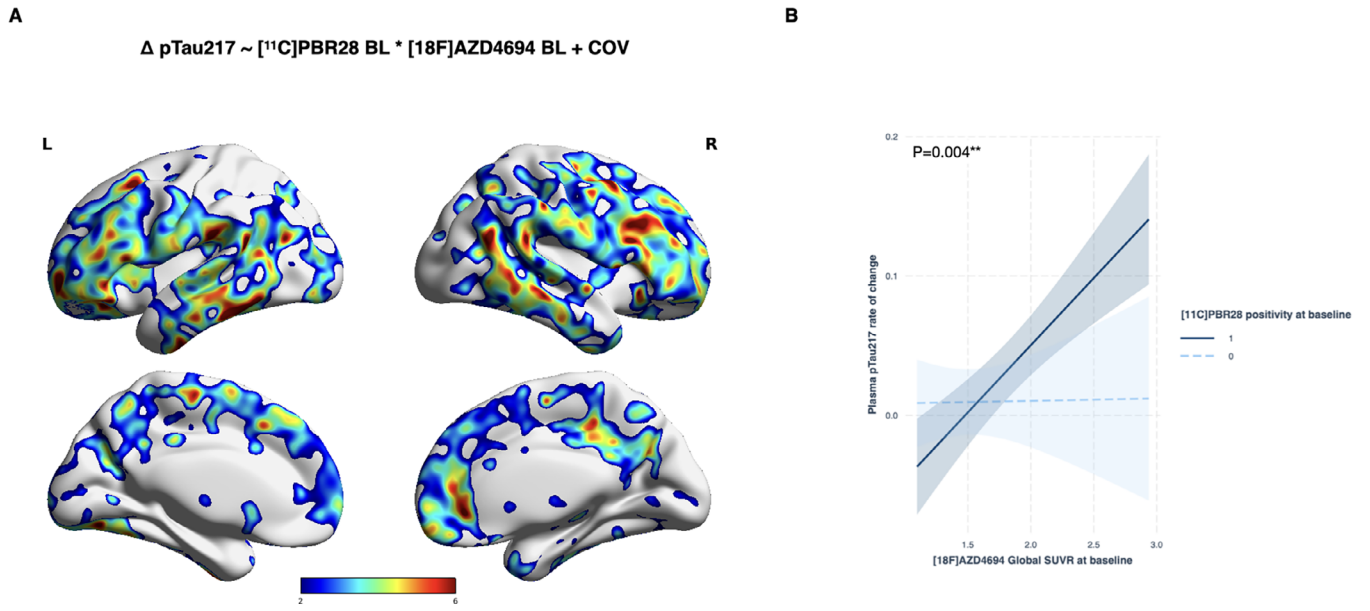 A
B
Δ pTau217 ~ [¹¹C]PBR28 BL * [18F]AZD4694 BL + COV
L
R
2
6
P=0.004**
0.2
0.1
0.0
Plasma pTau217 rate of change
1.5
2.0
2.5
3.0
[18F]AZD4694 Global SUVR at baseline
[11C]PBR28 positivity at baseline
1
0